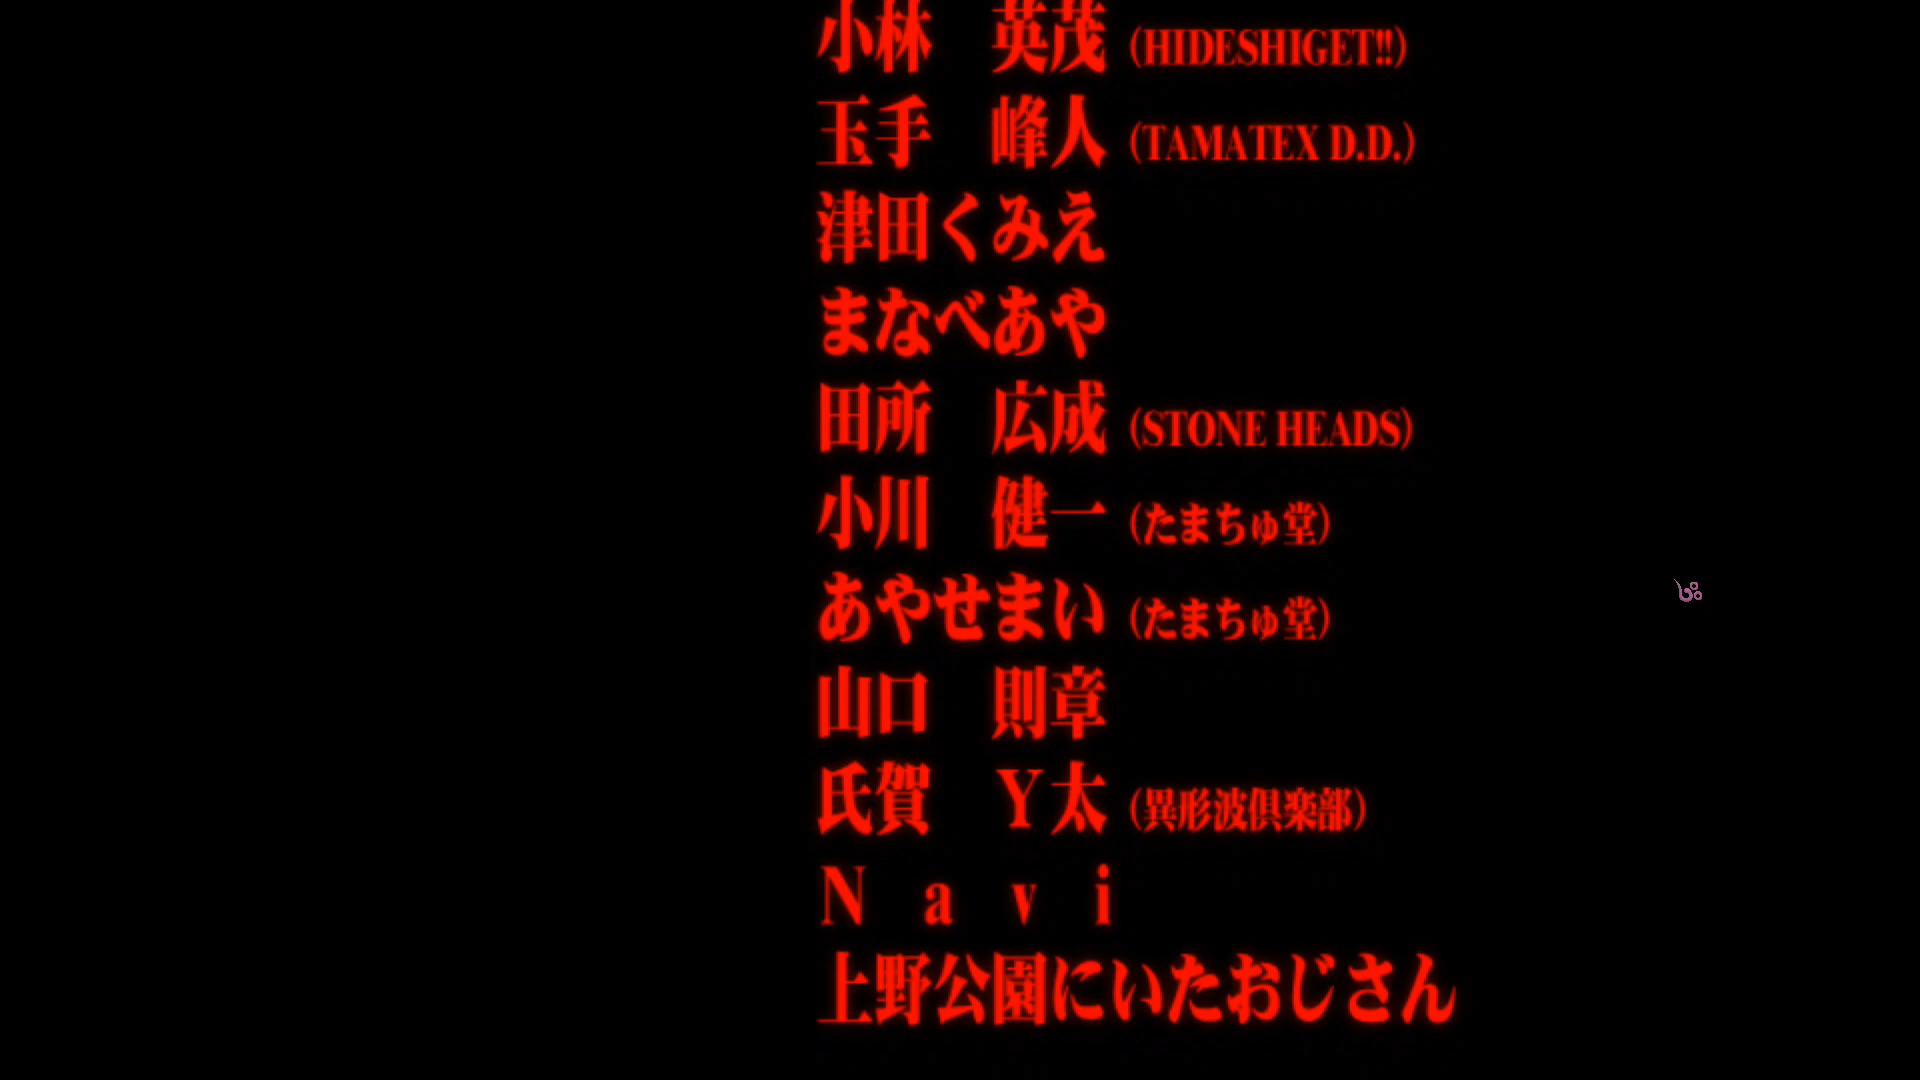 小林　英茂（HIDESHIGET!!）
玉手　峰人（TAMATEX D.D.）
津田くみえ
まなべあや
田所　広成（STONE HEADS）
小川　健一（たまちゅ堂）
あやせまい（たまちゅ堂）
山口　則章
氏賀　Ｙ太（異形波倶楽部）
Ｎａｖｉ
上野公園にいたおじさん